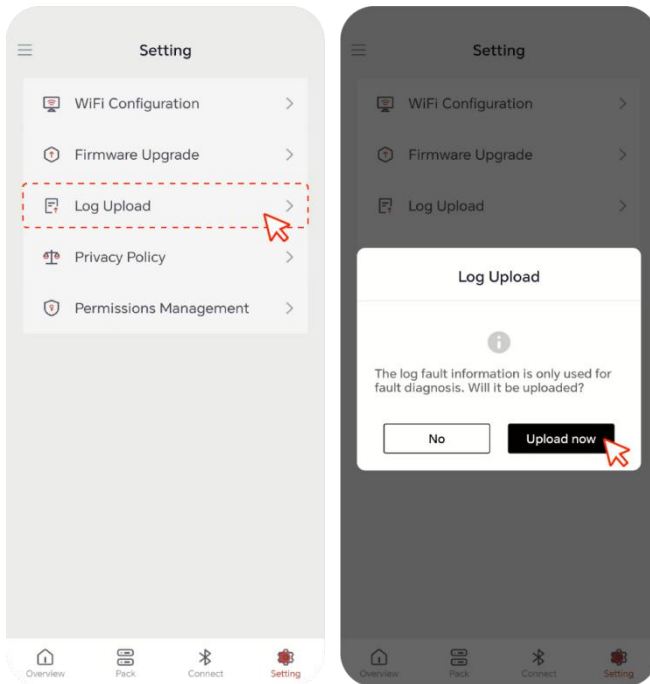 Setting
WiFi Configuration
Firmware Upgrade
Log Upload
Privacy Policy
Permissions Management
Overview
Pack
Connect
Setting
Setting
WiFi Configuration
Firmware Upgrade
Log Upload
Log Upload
The log fault information is only used for
fault diagnosis. Will it be uploaded?
No
Upload now
Overview
Pack
Connect
Setting